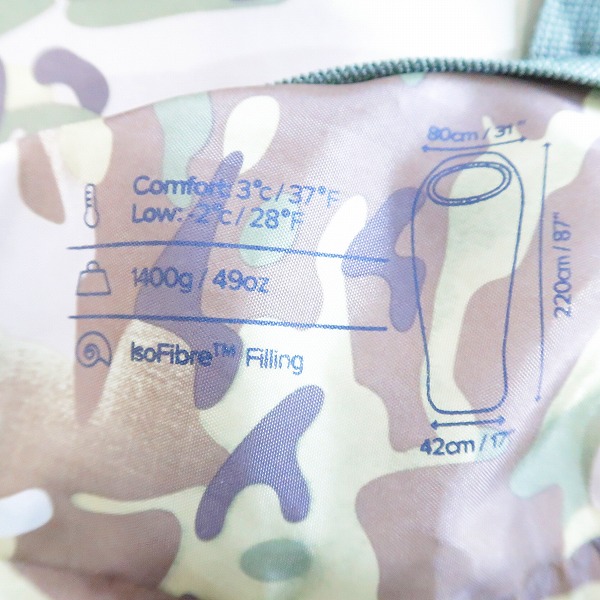 80cm / 31"
Comfort: 3°c / 37°F
Low: -2°c / 28°F
220cm / 87"
1400g / 49oz
IsoFibre™ Filling
42cm / 17"